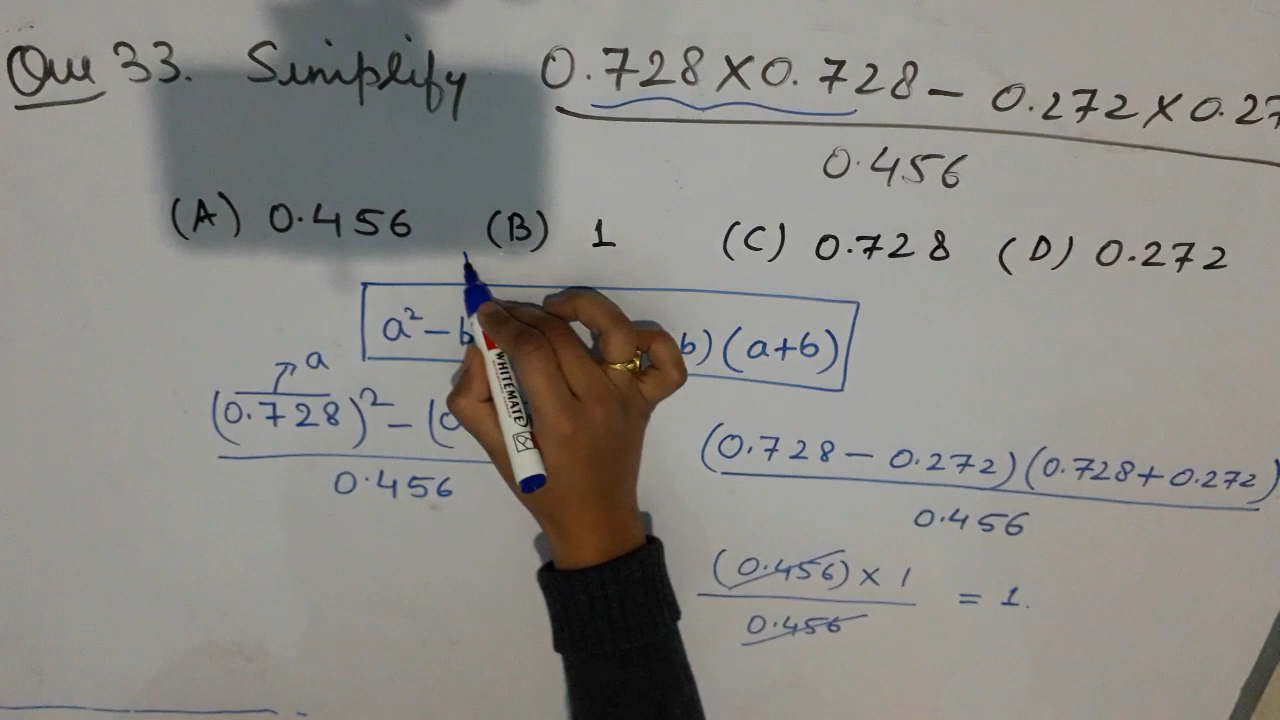 Que 33. Simplify 0.728 X 0.728 - 0.272 X 0.27
0.456
(A) 0.456 (B) 1 (C) 0.728 (D) 0.272
a² - b b) (a+b)
a
(0.728)² - (0
0.456
(0.728 - 0.272) (0.728 + 0.272)
0.456
(0.456) X 1
0.456
= 1.
WHITEMATE